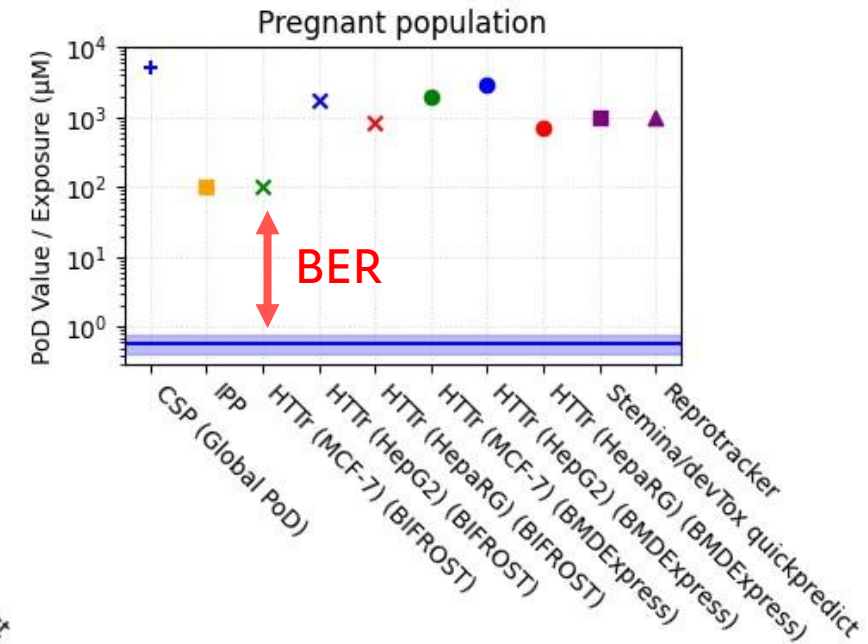 Pregnant population
PoD Value / Exposure (µM)
10⁴
10³
10²
10¹
10⁰
BER
CSP (Global PoD)
IPP
HTTr (MCF-7) (BIFROST)
HTTr (HepG2) (BIFROST)
HTTr (HepaRG) (BIFROST)
HTTr (MCF-7) (BMDExpress)
HTTr (HepG2) (BMDExpress)
HTTr (HepaRG) (BMDExpress)
Stemina/devTox quickpredict
Reprotracker